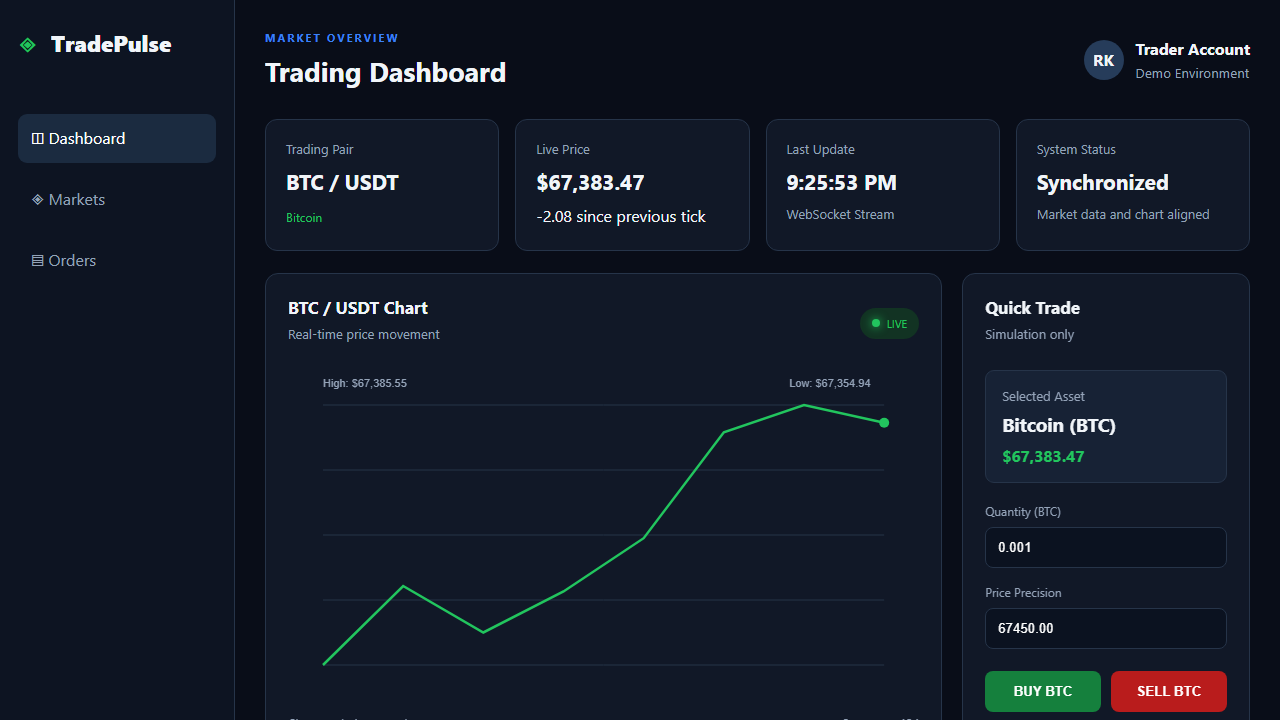 TradePulse
Dashboard
Markets
Orders
MARKET OVERVIEW
Trading Dashboard
RK
Trader Account
Demo Environment
Trading Pair
BTC / USDT
Bitcoin
Live Price
$67,383.47
-2.08 since previous tick
Last Update
9:25:53 PM
WebSocket Stream
System Status
Synchronized
Market data and chart aligned
BTC / USDT Chart
Real-time price movement
LIVE
High: $67,385.55
Low: $67,354.94
Quick Trade
Simulation only
Selected Asset
Bitcoin (BTC)
$67,383.47
Quantity (BTC)
0.001
Price Precision
67450.00
BUY BTC
SELL BTC